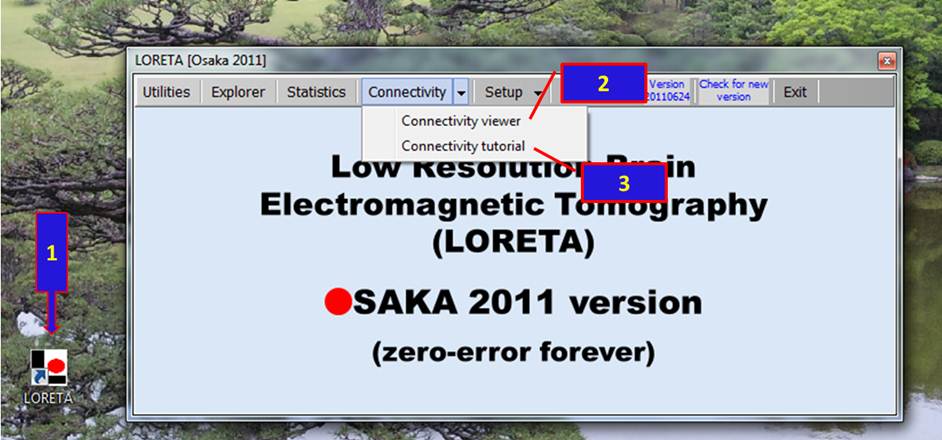 LORETA [Osaka 2011]
Utilities Explorer Statistics Connectivity Setup Version 20110624 Check for new version Exit
2
Connectivity viewer
Connectivity tutorial
3
Low Resolution Brain
Electromagnetic Tomography
(LORETA)
SAKA 2011 version
(zero-error forever)
1
LORETA